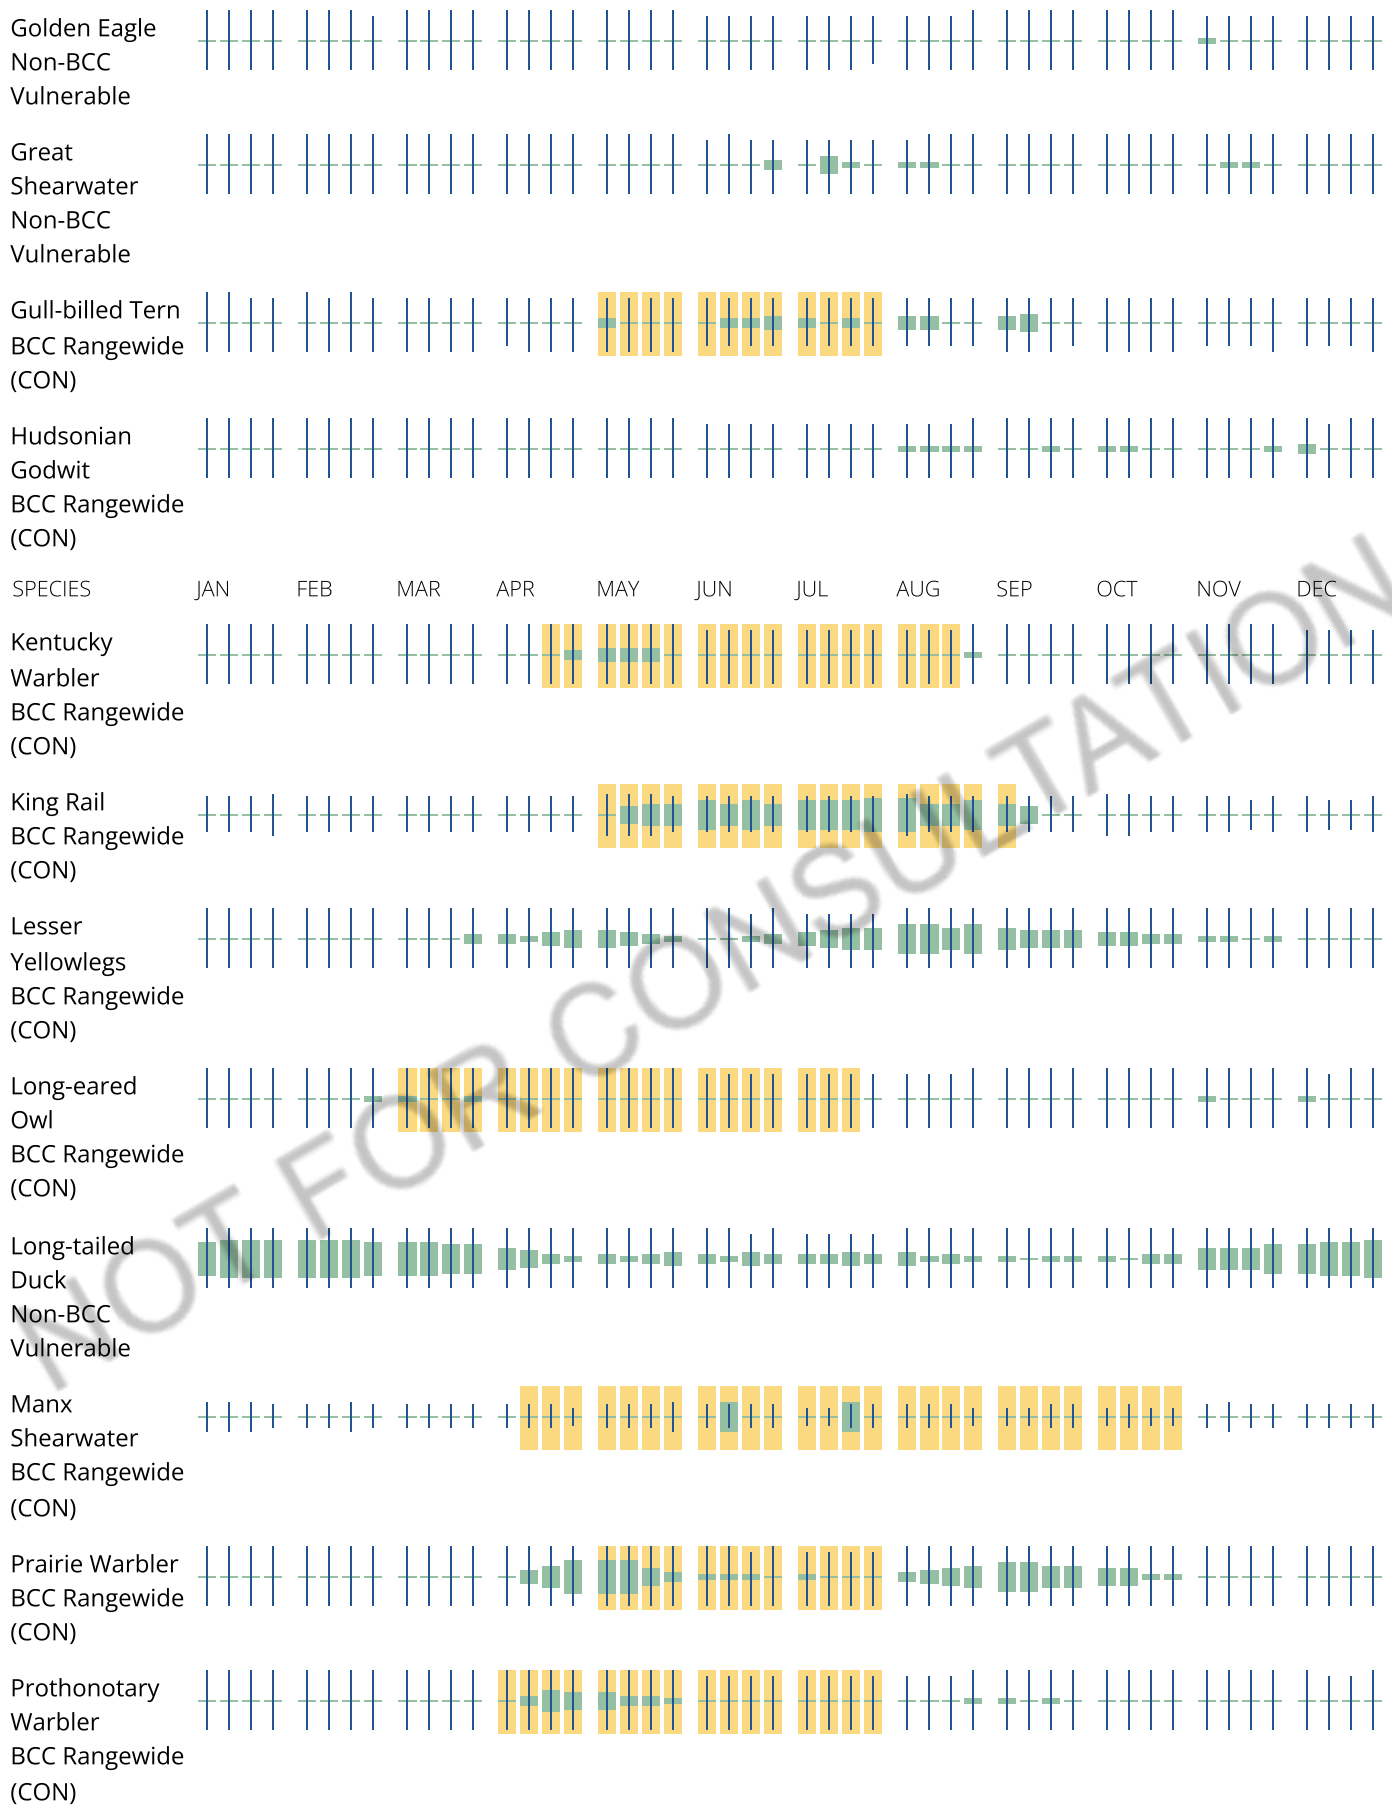 Golden Eagle
Non-BCC
Vulnerable
Great
Shearwater
Non-BCC
Vulnerable
Gull-billed Tern
BCC Rangewide
(CON)
Hudsonian
Godwit
BCC Rangewide
(CON)
SPECIES JAN FEB MAR APR MAY JUN JUL AUG SEP OCT NOV DEC
Kentucky
Warbler
BCC Rangewide
(CON)
King Rail
BCC Rangewide
(CON)
Lesser
Yellowlegs
BCC Rangewide
(CON)
Long-eared
Owl
BCC Rangewide
(CON)
Long-tailed
Duck
Non-BCC
Vulnerable
Manx
Shearwater
BCC Rangewide
(CON)
Prairie Warbler
BCC Rangewide
(CON)
Prothonotary
Warbler
BCC Rangewide
(CON)
NOT FOR CONSULTATION